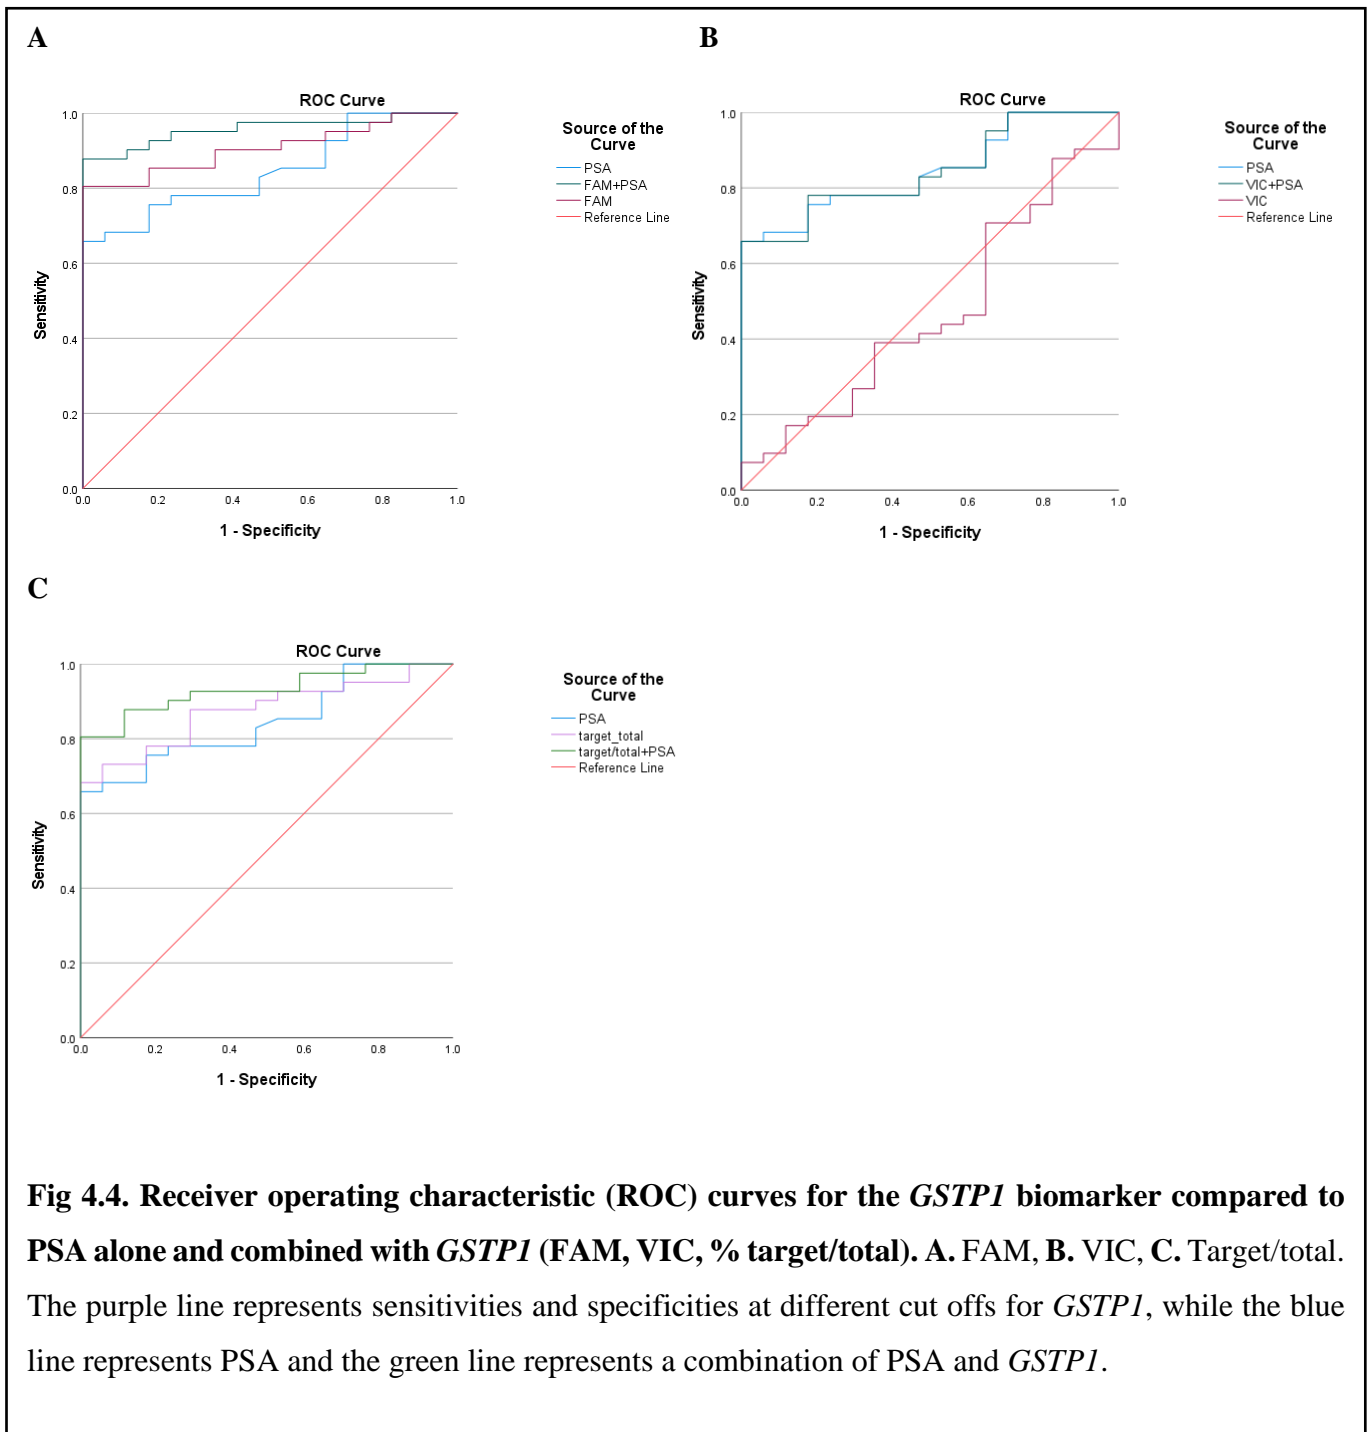 A
ROC Curve
1.0
0.8
0.6
0.4
0.2
0.0
0.0 0.2 0.4 0.6 0.8 1.0
Sensitivity
1 - Specificity
Source of the
Curve
PSA
FAM+PSA
FAM
Reference Line
B
ROC Curve
1.0
0.8
0.6
0.4
0.2
0.0
0.0 0.2 0.4 0.6 0.8 1.0
Sensitivity
1 - Specificity
Source of the
Curve
PSA
VIC+PSA
VIC
Reference Line
C
ROC Curve
1.0
0.8
0.6
0.4
0.2
0.0
0.0 0.2 0.4 0.6 0.8 1.0
Sensitivity
1 - Specificity
Source of the
Curve
PSA
target_total
target/total+PSA
Reference Line
Fig 4.4. Receiver operating characteristic (ROC) curves for the GSTP1 biomarker compared to
PSA alone and combined with GSTP1 (FAM, VIC, % target/total). A. FAM, B. VIC, C. Target/total.
The purple line represents sensitivities and specificities at different cut offs for GSTP1, while the blue
line represents PSA and the green line represents a combination of PSA and GSTP1.